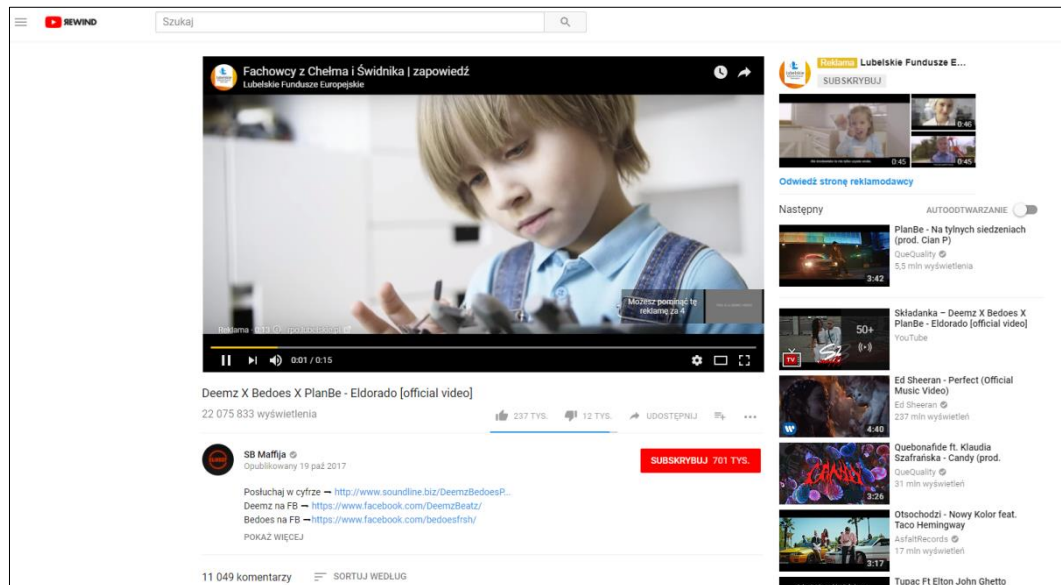 REWIND
Szukaj
Fachowcy z Chełma i Świdnika | zapowiedź
Lubelskie Fundusze Europejskie
Możesz pominąć tę
reklamę za 4
Reklama · 0:13
0:01 / 0:15
Deemz X Bedoes X PlanBe - Eldorado [official video]
22 075 833 wyświetlenia
237 TYS.
12 TYS.
UDOSTĘPNIJ
SB Maffija
Opublikowany 19 paź 2017
SUBSKRYBUJ 701 TYS.
Posłuchaj w cyfrze → http://www.soundline.biz/DeemzBedoesP...
Deemz na FB → https://www.facebook.com/DeemzBeatz/
Bedoes na FB →https://www.facebook.com/bedoesfrsh/
POKAŻ WIĘCEJ
11 049 komentarzy
SORTUJ WEDŁUG
Reklama Lubelskie Fundusze E...
SUBSKRYBUJ
0:45
0:46
0:45
Odwiedź stronę reklamodawcy
Następny
AUTOODTWARZANIE
PlanBe - Na tylnych siedzeniach
(prod. Cian P)
QueQuality
5,5 mln wyświetlenia
3:42
Składanka – Deemz X Bedoes X
PlanBe - Eldorado [official video]
YouTube
50+
TV
Ed Sheeran - Perfect (Official
Music Video)
Ed Sheeran
237 mln wyświetleń
4:40
Quebonafide ft. Klaudia
Szafrańska - Candy (prod.
QueQuality
31 mln wyświetleń
3:26
Otsochodzi - Nowy Kolor feat.
Taco Hemingway
AsfaltRecords
17 mln wyświetleń
3:17
Tupac Ft Elton John Ghetto